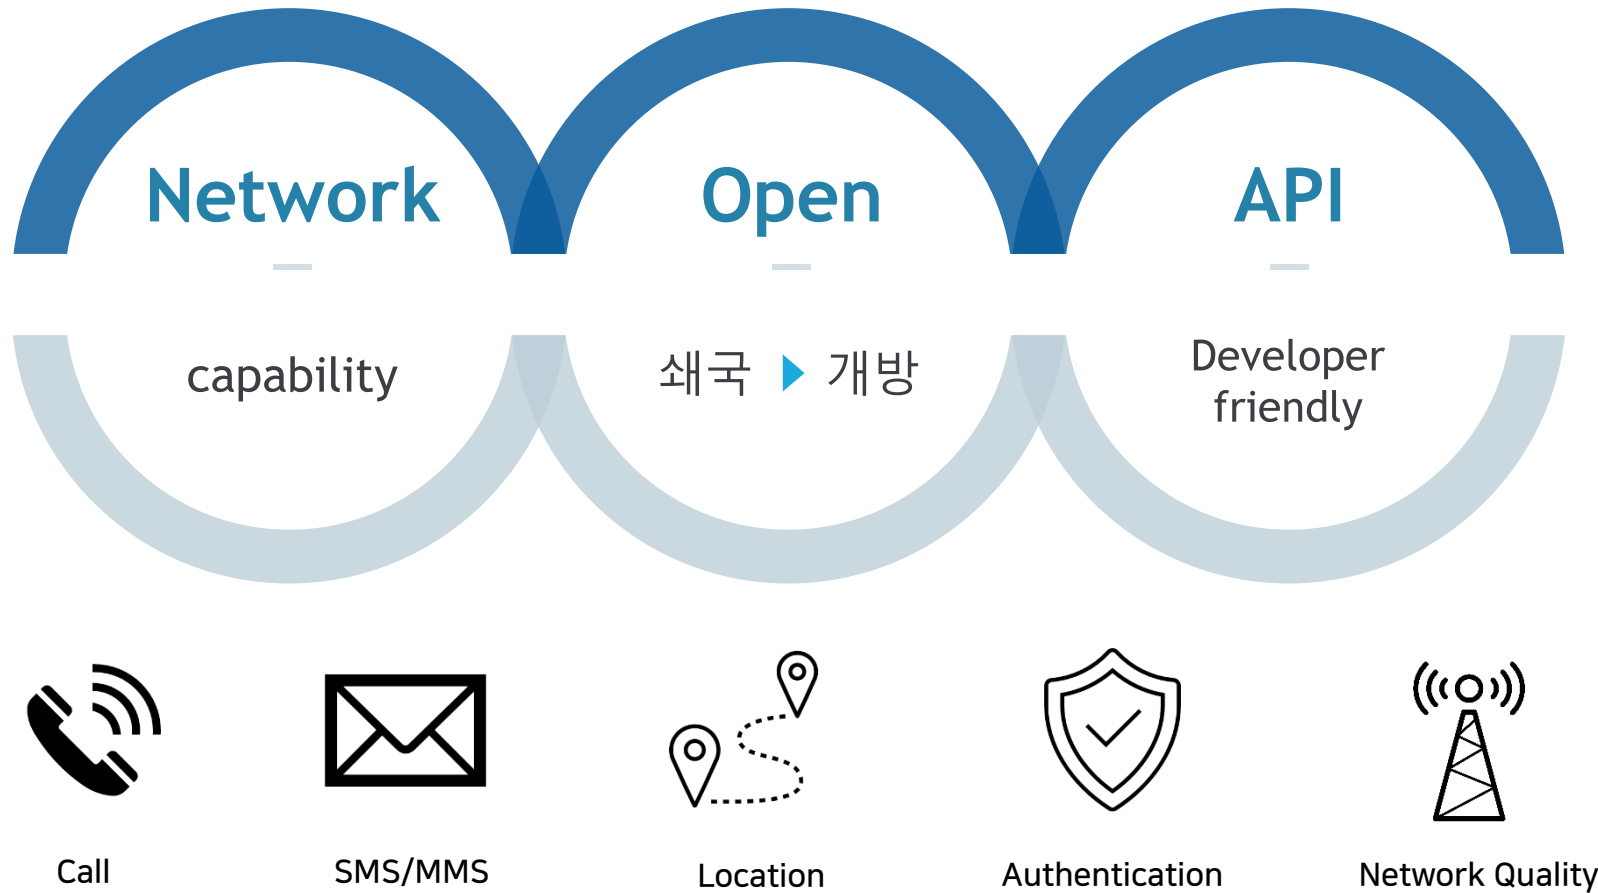 Network
Open
API
capability
쇄국 ▶ 개방
Developer
friendly
Call
SMS/MMS
Location
Authentication
Network Quality